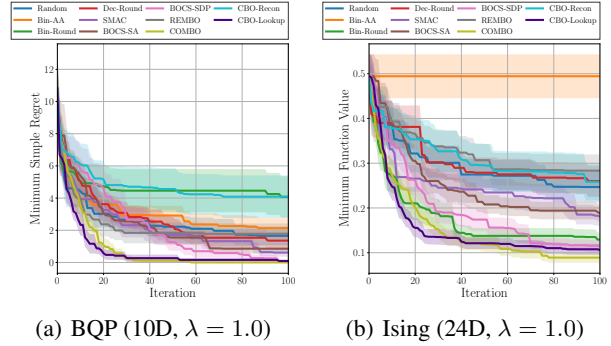 Random Dec-Round BOCS-SDP CBO-Recon
Bin-AA SMAC REMBO CBO-Lookup
Bin-Round BOCS-SA COMBO
Minimum Simple Regret
12
10
8
6
4
2
0
0 20 40 60 80 100
Iteration
(a) BQP (10D, λ = 1.0)
Random Dec-Round BOCS-SDP CBO-Recon
Bin-AA SMAC REMBO CBO-Lookup
Bin-Round BOCS-SA COMBO
Minimum Function Value
0.5
0.4
0.3
0.2
0.1
0 20 40 60 80 100
Iteration
(b) Ising (24D, λ = 1.0)